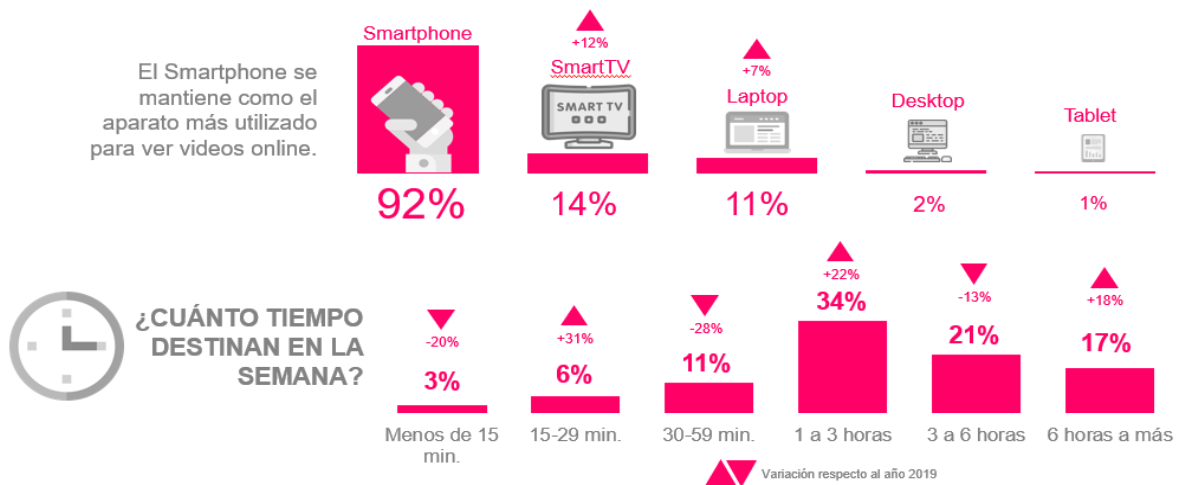 El Smartphone se
mantiene como el
aparato más utilizado
para ver videos online.
Smartphone
92%
+12%
SmartTV
SMART TV
14%
+7%
Laptop
11%
Desktop
2%
Tablet
1%
¿CUÁNTO TIEMPO
DESTINAN EN LA
SEMANA?
-20%
3%
Menos de 15
min.
+31%
6%
15-29 min.
-28%
11%
30-59 min.
+22%
34%
1 a 3 horas
-13%
21%
3 a 6 horas
+18%
17%
6 horas a más
Variación respecto al año 2019